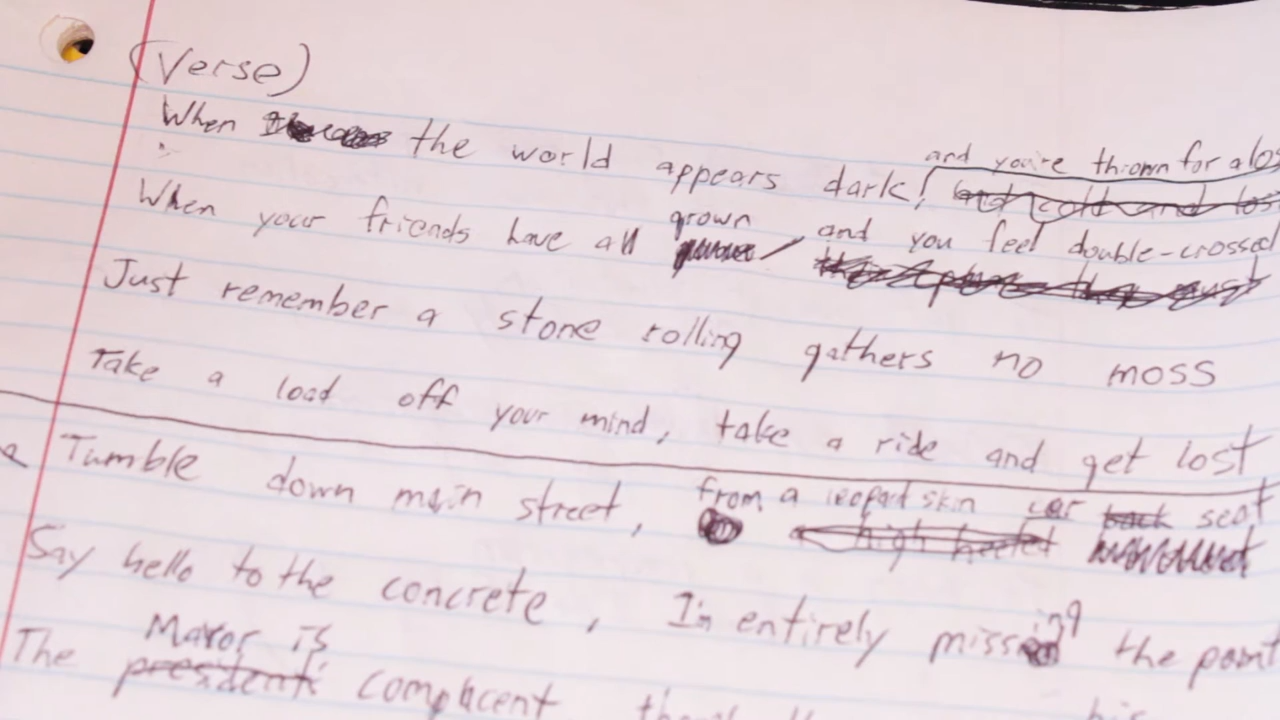 (Verse)
When the world appears dark, and you're thrown for a los
When your friends have all grown, and you feel double-crossed
Just remember a stone rolling gathers no moss
Take a load off your mind, take a ride and get lost
Tumble down main street, from a leopard skin car seat
Say hello to the concrete, I'm entirely missing the point
The Mayor is complacent